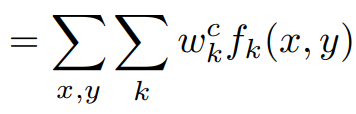 $= \sum_{x,y} \sum_{k} w_k^c f_k(x, y)$